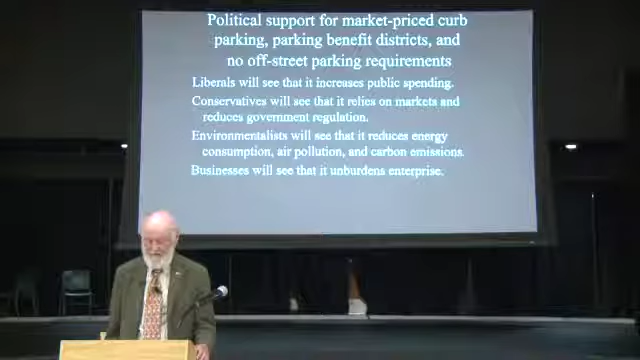 Political support for market-priced curb
parking, parking benefit districts, and
no off-street parking requirements
Liberals will see that it increases public spending.
Conservatives will see that it relies on markets and
reduces government regulation.
Environmentalists will see that it reduces energy
consumption, air pollution, and carbon emissions.
Businesses will see that it unburdens enterprise.